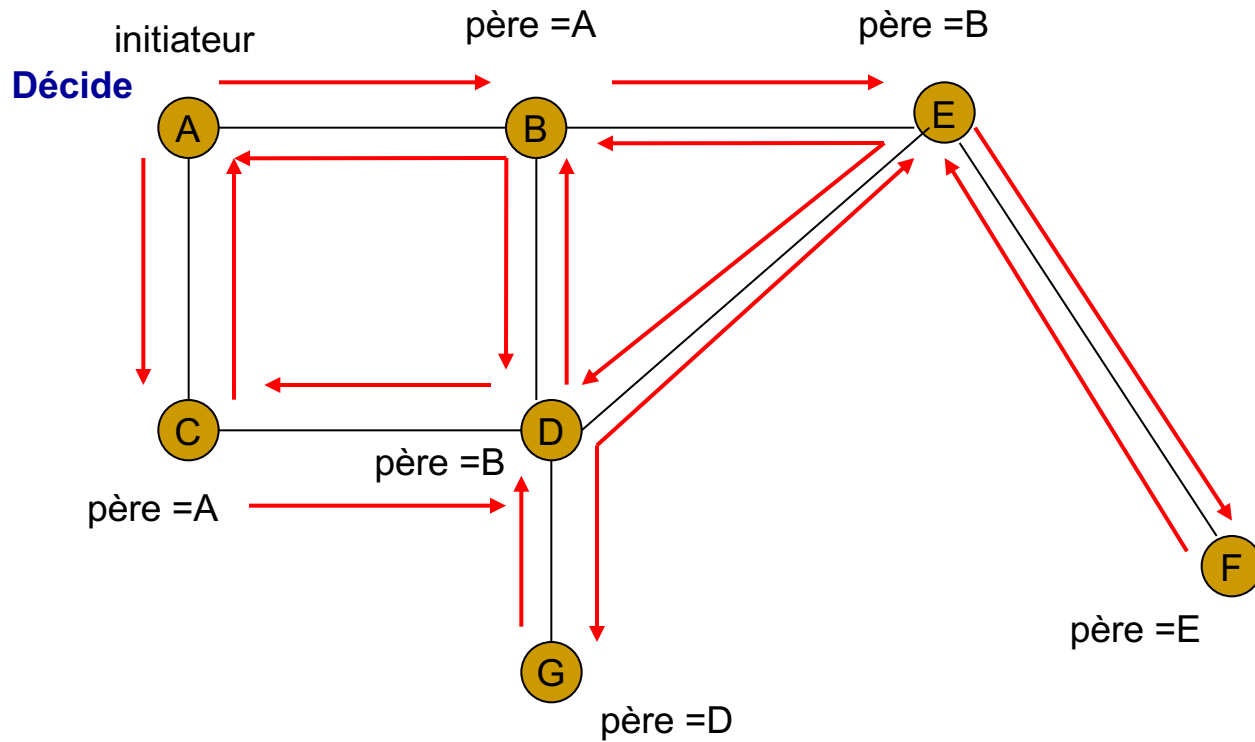 père =A
père =B
initiateur
Décide
A
B
E
C
D
père =B
père =A
F
père =E
G
père =D